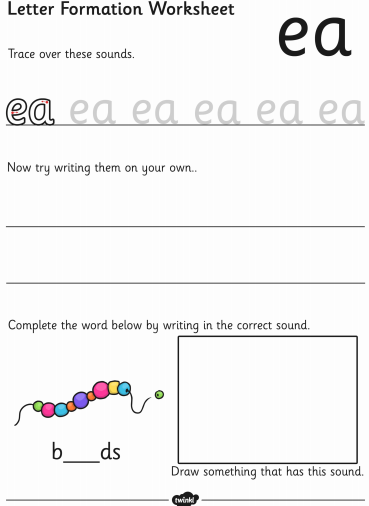 Letter Formation Worksheet
ea
Trace over these sounds.
ea ea ea ea ea ea
Now try writing them on your own..
Complete the word below by writing in the correct sound.
b___ds
Draw something that has this sound.
twinkl